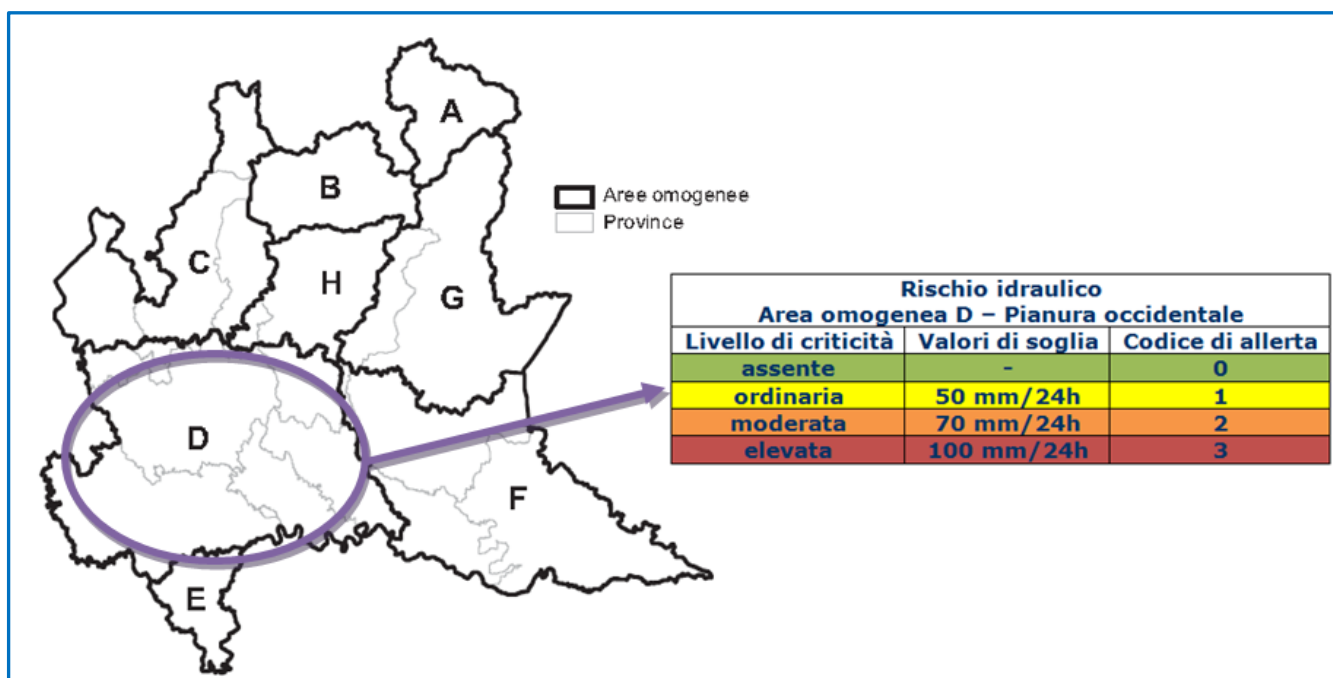 A
B
Aree omogenee
Province
C
H
G
Rischio idraulico
Area omogenea D – Pianura occidentale
Livello di criticità Valori di soglia Codice di allerta
assente - 0
ordinaria 50 mm/24h 1
moderata 70 mm/24h 2
elevata 100 mm/24h 3
D
F
E